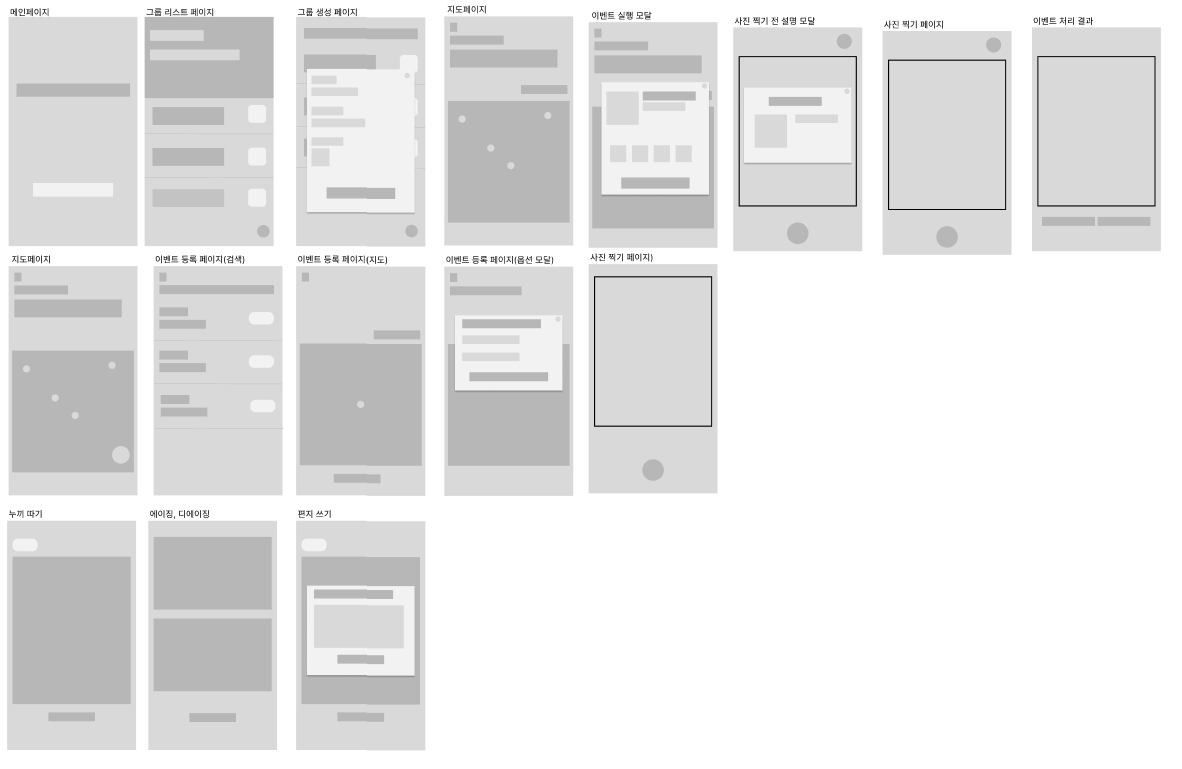 메인페이지
그룹 리스트 페이지
그룹 생성 페이지
지도페이지
이벤트 실행 모달
사진 찍기 전 설명 모달
사진 찍기 페이지
이벤트 처리 결과
지도페이지
이벤트 등록 페이지(검색)
이벤트 등록 페이지(지도)
이벤트 등록 페이지(옵션 모달)
사진 찍기 페이지)
누끼 따기
에이징, 디에이징
편지 쓰기